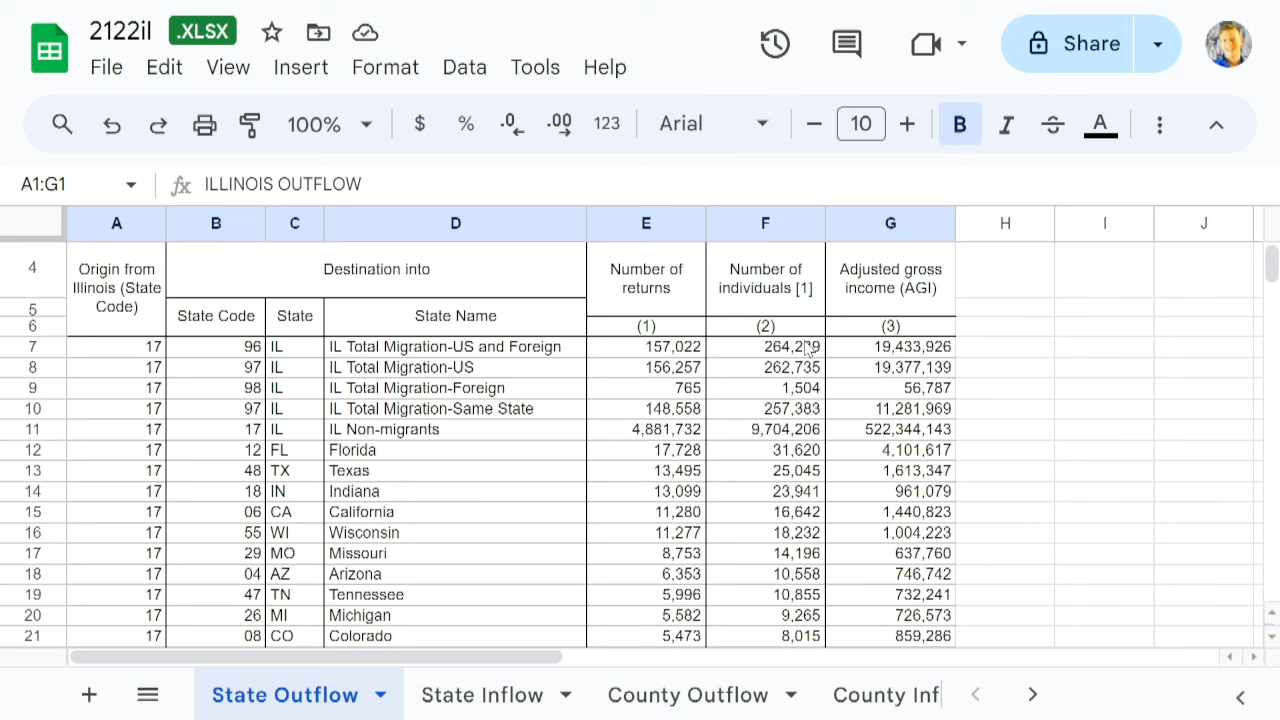 2122il .XLSX
Share
File Edit View Insert Format Data Tools Help
100% $ % .0 .00 123 Arial − 10 + B I S A
A1:G1 fx ILLINOIS OUTFLOW
A B C D E F G H I J
4 Origin from Illinois (State Code) Destination into Number of returns Number of individuals [1] Adjusted gross income (AGI)
5 State Code State State Name
6 (1) (2) (3)
7 17 96 IL IL Total Migration-US and Foreign 157,022 19,433,926
8 17 97 IL IL Total Migration-US 156,257 262,735 19,377,139
9 17 98 IL IL Total Migration-Foreign 765 1,504 56,787
10 17 97 IL IL Total Migration-Same State 148,558 257,383 11,281,969
11 17 17 IL IL Non-migrants 4,881,732 9,704,206 522,344,143
12 17 12 FL Florida 17,728 31,620 4,101,617
13 17 48 TX Texas 13,495 25,045 1,613,347
14 17 18 IN Indiana 13,099 23,941 961,079
15 17 06 CA California 11,280 16,642 1,440,823
16 17 55 WI Wisconsin 11,277 18,232 1,004,223
17 17 29 MO Missouri 8,753 14,196 637,760
18 17 04 AZ Arizona 6,353 10,558 746,742
19 17 47 TN Tennessee 5,996 10,855 732,241
20 17 26 MI Michigan 5,582 9,265 726,573
21 17 08 CO Colorado 5,473 8,015 859,286
State Outflow State Inflow County Outflow County Inf